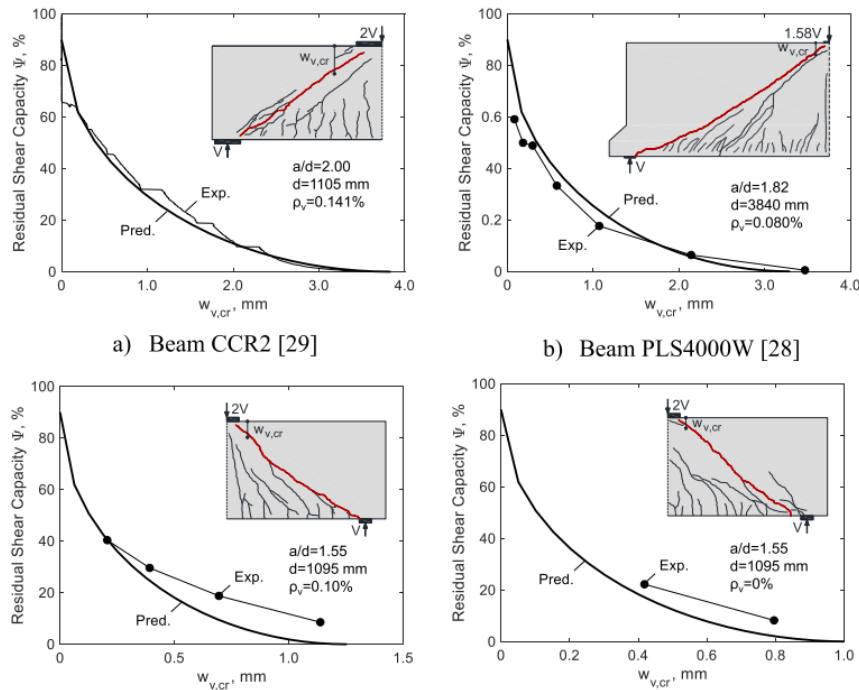 100
80
60
40
20
0
Residual Shear Capacity Ψ, %
0
1.0
2.0
3.0
4.0
w_v,cr, mm
2V
w_v,cr
V
a/d=2.00
d=1105 mm
ρ_v=0.141%
Exp.
Pred.
a) Beam CCR2 [29]
100
80
60
40
0.2
0
Residual Shear Capacity Ψ, %
0
1.0
2.0
3.0
4.0
w_v,cr, mm
1.58V
w_v,cr
V
a/d=1.82
d=3840 mm
ρ_v=0.080%
Pred.
Exp.
b) Beam PLS4000W [28]
100
80
60
40
20
0
Residual Shear Capacity Ψ, %
0
0.5
1.0
1.5
w_v,cr, mm
2V
w_v,cr
V
a/d=1.55
d=1095 mm
ρ_v=0.10%
Exp.
Pred.
100
80
60
40
20
0
Residual Shear Capacity Ψ, %
0
0.2
0.4
0.6
0.8
1.0
w_v,cr, mm
2V
w_v,cr
V
a/d=1.55
d=1095 mm
ρ_v=0%
Pred.
Exp.